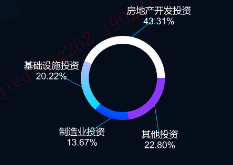 房地产开发投资
43.31%
基础设施投资
20.22%
制造业投资
13.67%
其他投资
22.80%